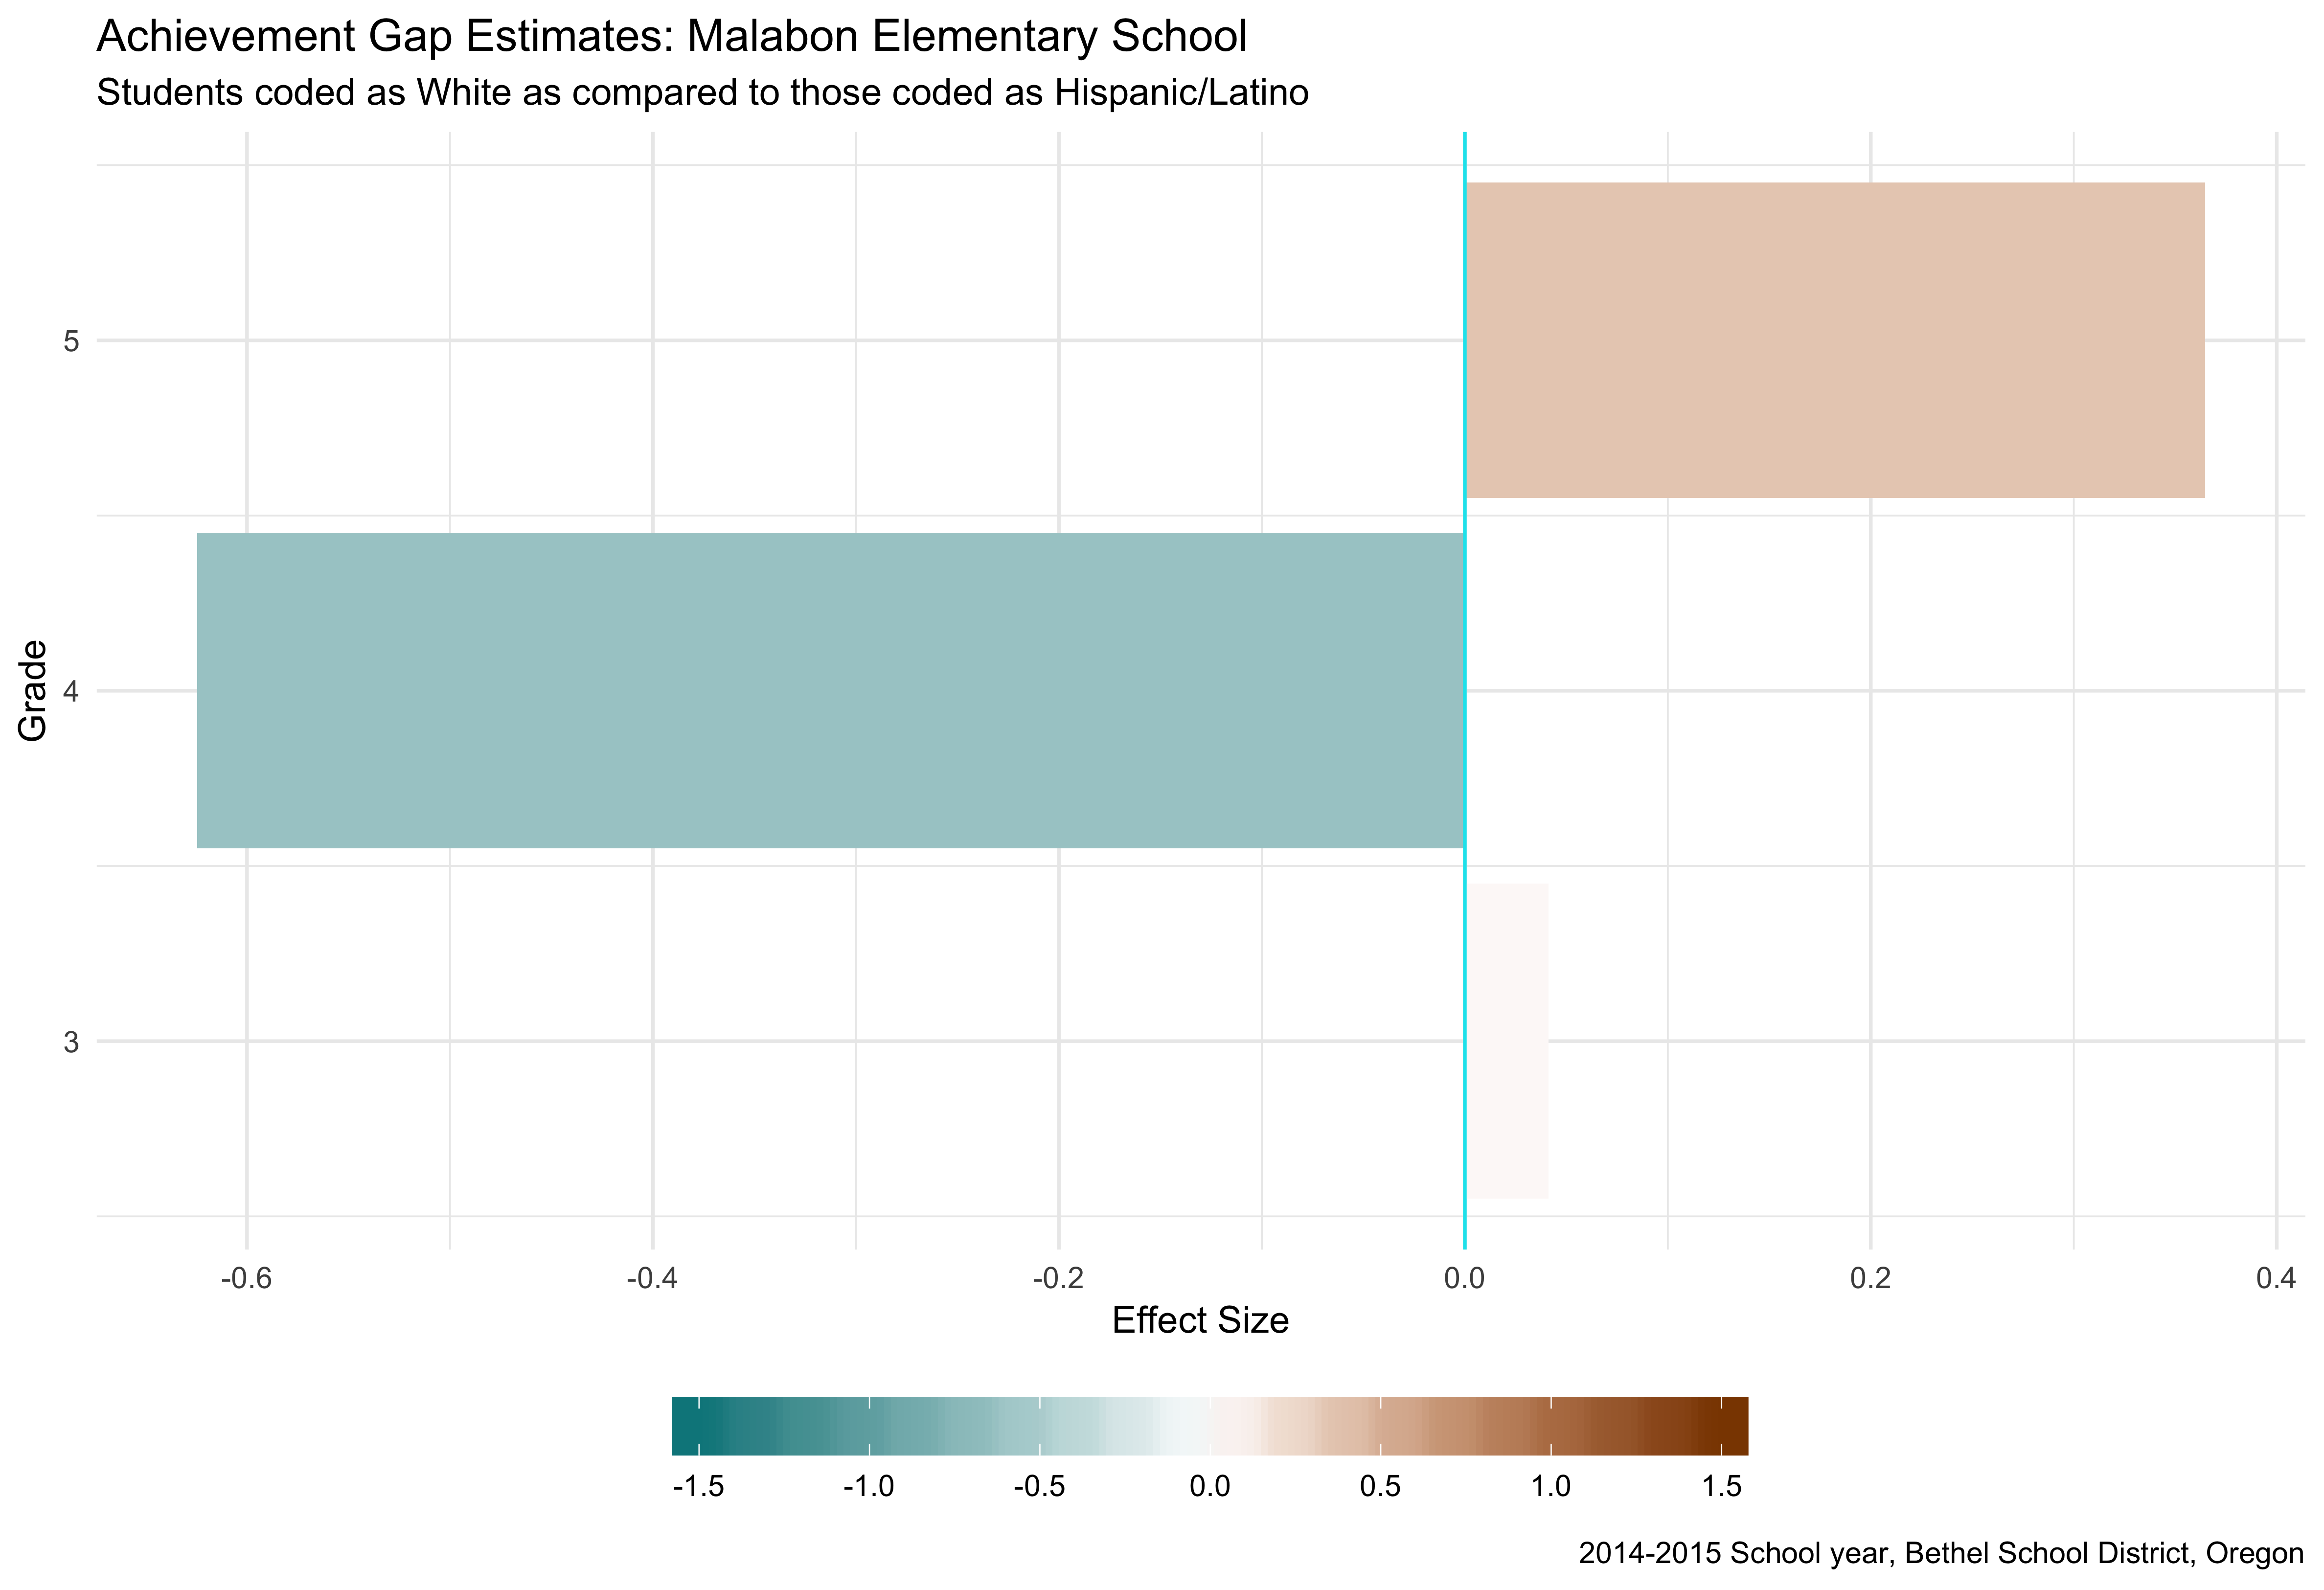 Achievement Gap Estimates: Malabon Elementary School
Students coded as White as compared to those coded as Hispanic/Latino
5
4
3
Grade
-0.6 -0.4 -0.2 0.0 0.2 0.4
Effect Size
-1.5 -1.0 -0.5 0.0 0.5 1.0 1.5
2014-2015 School year, Bethel School District, Oregon